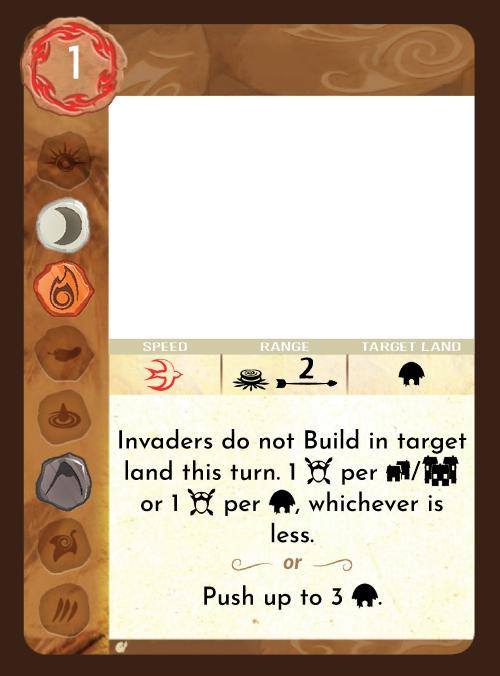 1
SPEED RANGE TARGET LAND
2
Invaders do not Build in target
land this turn. 1 per /
or 1 per , whichever is
less.
or
Push up to 3 .